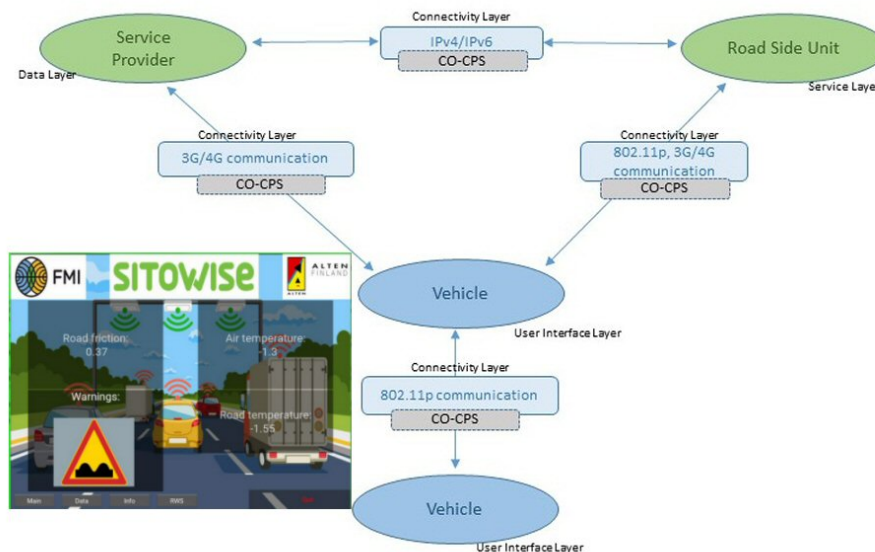 Connectivity Layer
Service
Provider
IPv4/IPv6
CO-CPS
Road Side Unit
Data Layer
Service Laye
Connectivity Layer
3G/4G communication
CO-CPS
Connectivity Layer
802.11p, 3G/4G
communication
CO-CPS
FMI
SITOWISE
ALTEN
FINLAND
ALTEN
Road friction:
0.37
Air temperature:
-1.3
Warnings:
Road temperature:
-1.55
Main
Data
Info
RWS
Vehicle
User Interface Layer
Connectivity Layer
802.11p communication
CO-CPS
Vehicle
User Interface Layer